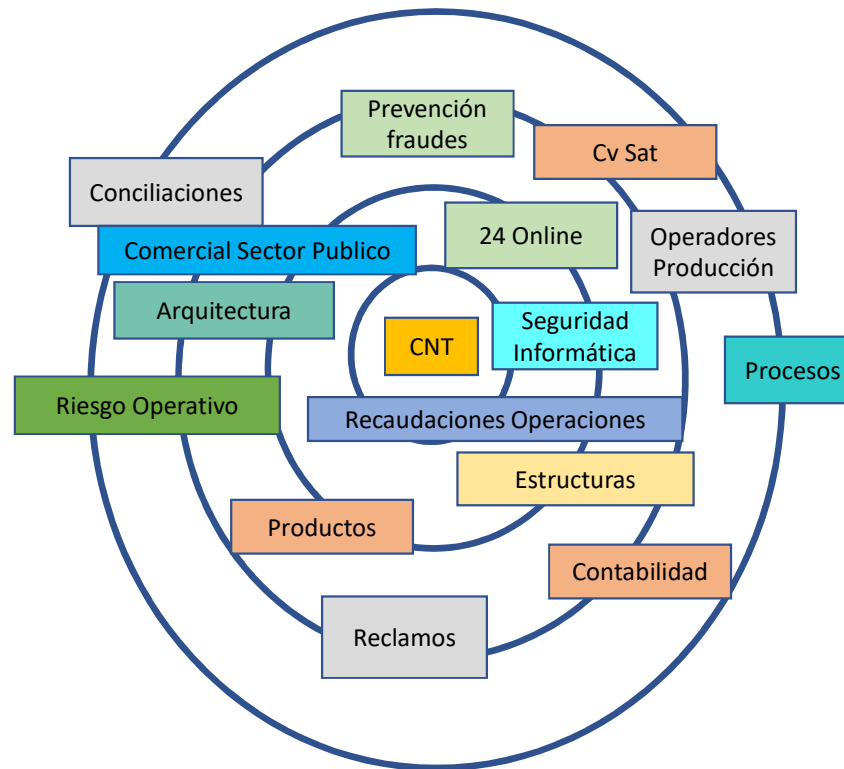 Prevención
fraudes
Cv Sat
Conciliaciones
24 Online
Operadores
Producción
Comercial Sector Publico
Arquitectura
CNT
Seguridad
Informática
Procesos
Riesgo Operativo
Recaudaciones Operaciones
Estructuras
Productos
Contabilidad
Reclamos